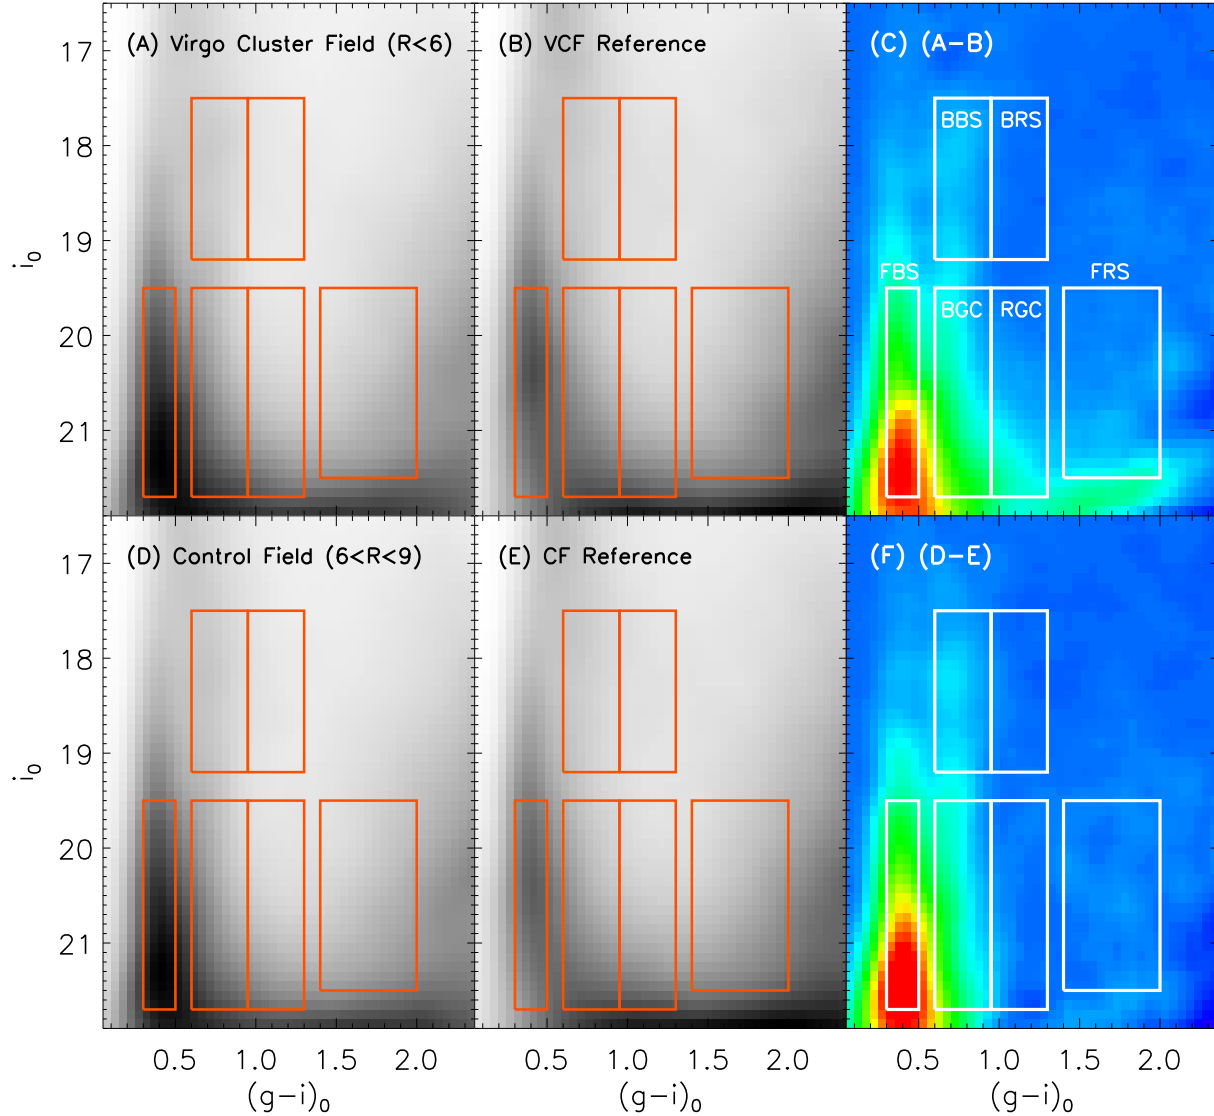 (A) Virgo Cluster Field (R<6)
(B) VCF Reference
(C) (A−B)
17
18
19
20
21
i₀
BBS BRS
FBS
FRS
BGC RGC
(D) Control Field (6<R<9)
(E) CF Reference
(F) (D−E)
17
18
19
20
21
i₀
0.5 1.0 1.5 2.0
0.5 1.0 1.5 2.0
0.5 1.0 1.5 2.0
(g−i)₀
(g−i)₀
(g−i)₀